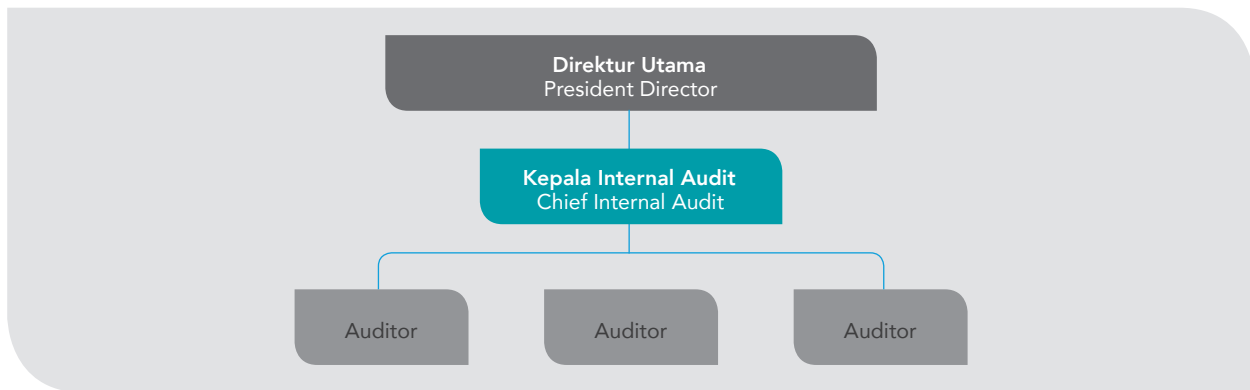 Direktur Utama
President Director
Kepala Internal Audit
Chief Internal Audit
Auditor
Auditor
Auditor